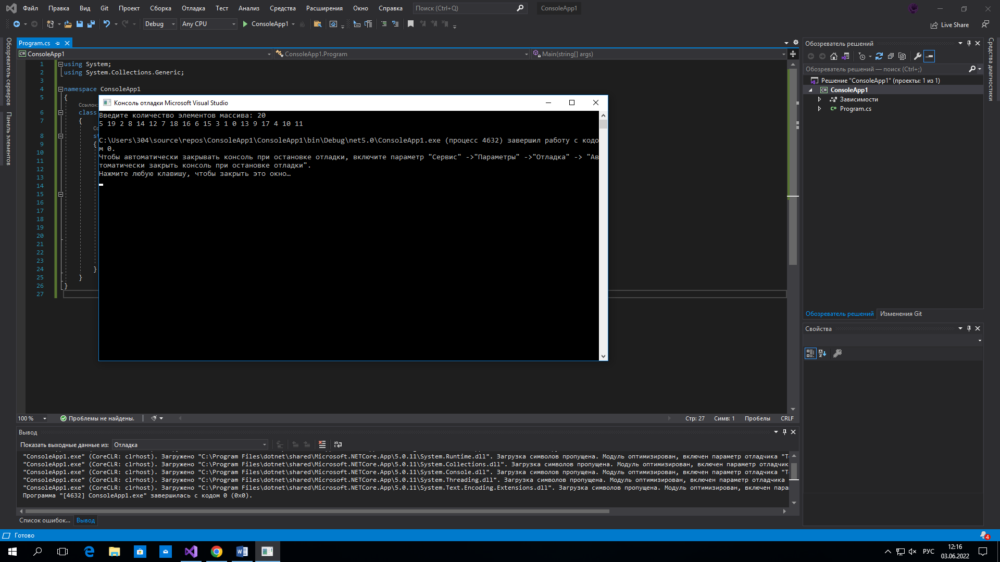 Файл Правка Вид Git Проект Сборка Отладка Тест Анализ Средства Расширения Окно Справка Поиск (Ctrl+Q) ConsoleApp1
Debug Any CPU ConsoleApp1 Live Share
Обозреватель серверов
Панель элементов
Program.cs
ConsoleApp1 ConsoleApp1.Program Main(string[] args)
1 using System;
2 using System.Collections.Generic;
3
4 namespace ConsoleApp1
5 {
Ссылок:
6 class
7 {
8 st
9 {
10
11
12
13
14
15
16
17
18
19
20
21
22
23
24 }
25 }
26 }
27
Консоль отладки Microsoft Visual Studio
Введите количество элементов массива: 20
5 19 2 8 14 12 7 18 16 6 15 3 1 0 13 9 17 4 10 11
C:\Users\304\source\repos\ConsoleApp1\ConsoleApp1\bin\Debug\net5.0\ConsoleApp1.exe (процесс 4632) завершил работу с кодо
м 0.
Чтобы автоматически закрывать консоль при остановке отладки, включите параметр "Сервис" ->"Параметры" ->"Отладка" -> "Ав
томатически закрыть консоль при остановке отладки".
Нажмите любую клавишу, чтобы закрыть это окно…
100 % Проблемы не найдены. Стр: 27 Симв: 1 Пробелы CRLF
Вывод
Показать выходные данные из: Отладка
"ConsoleApp1.exe" (CoreCLR: clrhost). Загружено "C:\Program Files\dotnet\shared\Microsoft.NETCore.App\5.0.11\System.Runtime.dll". Загрузка символов пропущена. Модуль оптимизирован, включен параметр отладчика "Т
"ConsoleApp1.exe" (CoreCLR: clrhost). Загружено "C:\Program Files\dotnet\shared\Microsoft.NETCore.App\5.0.11\System.Collections.dll". Загрузка символов пропущена. Модуль оптимизирован, включен параметр отладчик
"ConsoleApp1.exe" (CoreCLR: clrhost). Загружено "C:\Program Files\dotnet\shared\Microsoft.NETCore.App\5.0.11\System.Console.dll". Загрузка символов пропущена. Модуль оптимизирован, включен параметр отладчика "Т
"ConsoleApp1.exe" (CoreCLR: clrhost). Загружено "C:\Program Files\dotnet\shared\Microsoft.NETCore.App\5.0.11\System.Threading.dll". Загрузка символов пропущена. Модуль оптимизирован, включен параметр отладчика
"ConsoleApp1.exe" (CoreCLR: clrhost). Загружено "C:\Program Files\dotnet\shared\Microsoft.NETCore.App\5.0.11\System.Text.Encoding.Extensions.dll". Загрузка символов пропущена. Модуль оптимизирован, включен пара
Программа "[4632] ConsoleApp1.exe" завершилась с кодом 0 (0x0).
Список ошибок... Вывод
Обозреватель решений
Обозреватель решений — поиск (Ctrl+;)
Решение "ConsoleApp1" (проекты: 1 из 1)
ConsoleApp1
Зависимости
C# Program.cs
Обозреватель решений Изменения Git
Свойства
Средства диагностики
Готово 4
РУС 12:16
03.06.2022